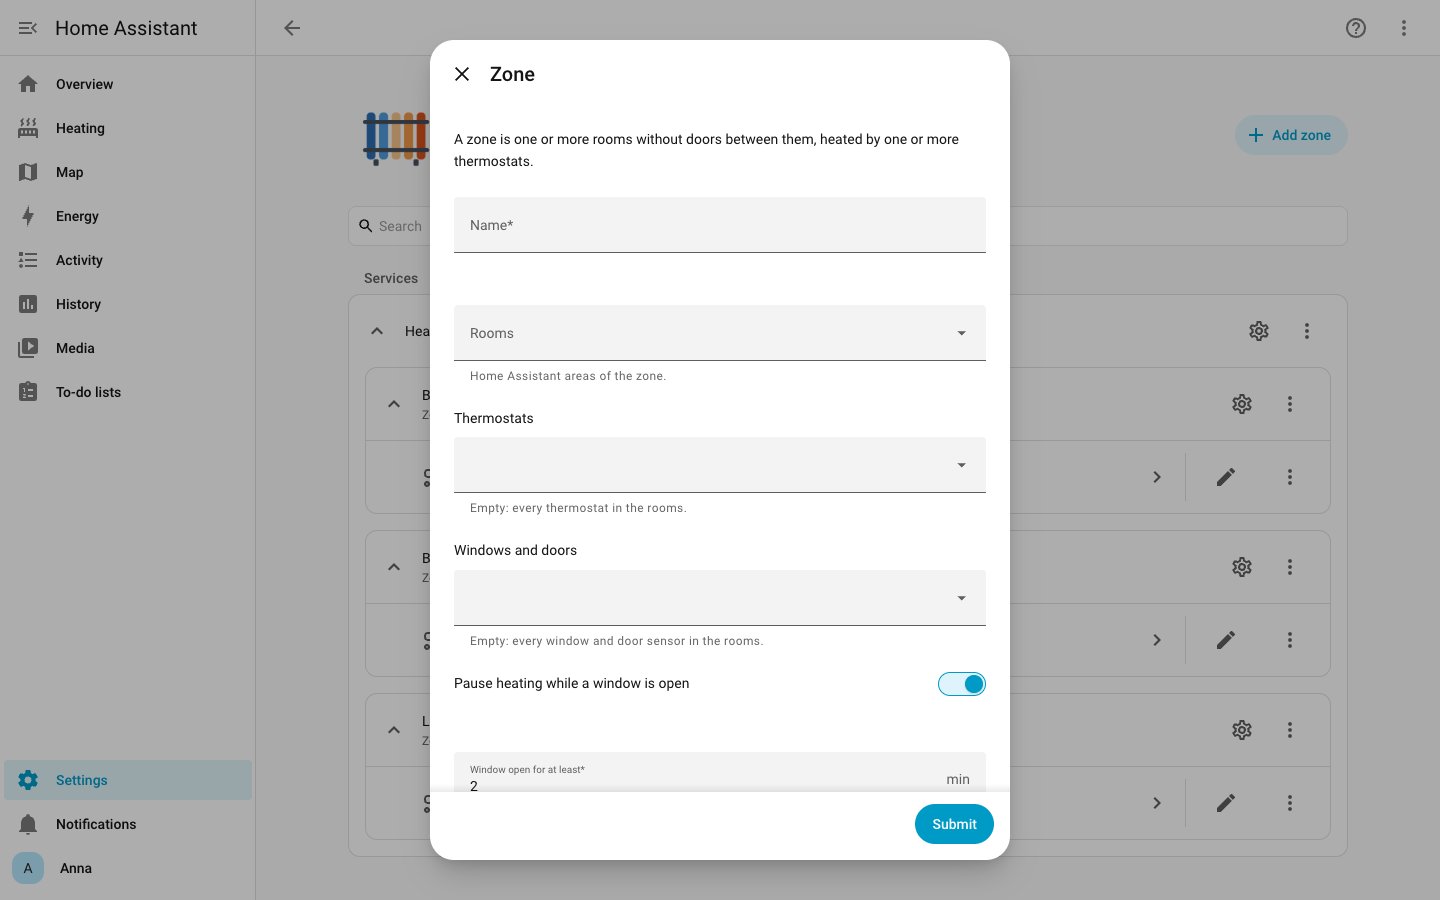 Home Assistant
Overview
Heating
Map
Energy
Activity
History
Media
To-do lists
Settings
Notifications
A
Anna
Add zone
Search
Services
Zone
A zone is one or more rooms without doors between them, heated by one or more
thermostats.
Name*
Rooms
Home Assistant areas of the zone.
Thermostats
Empty: every thermostat in the rooms.
Windows and doors
Empty: every window and door sensor in the rooms.
Pause heating while a window is open
Window open for at least*
2
min
Submit